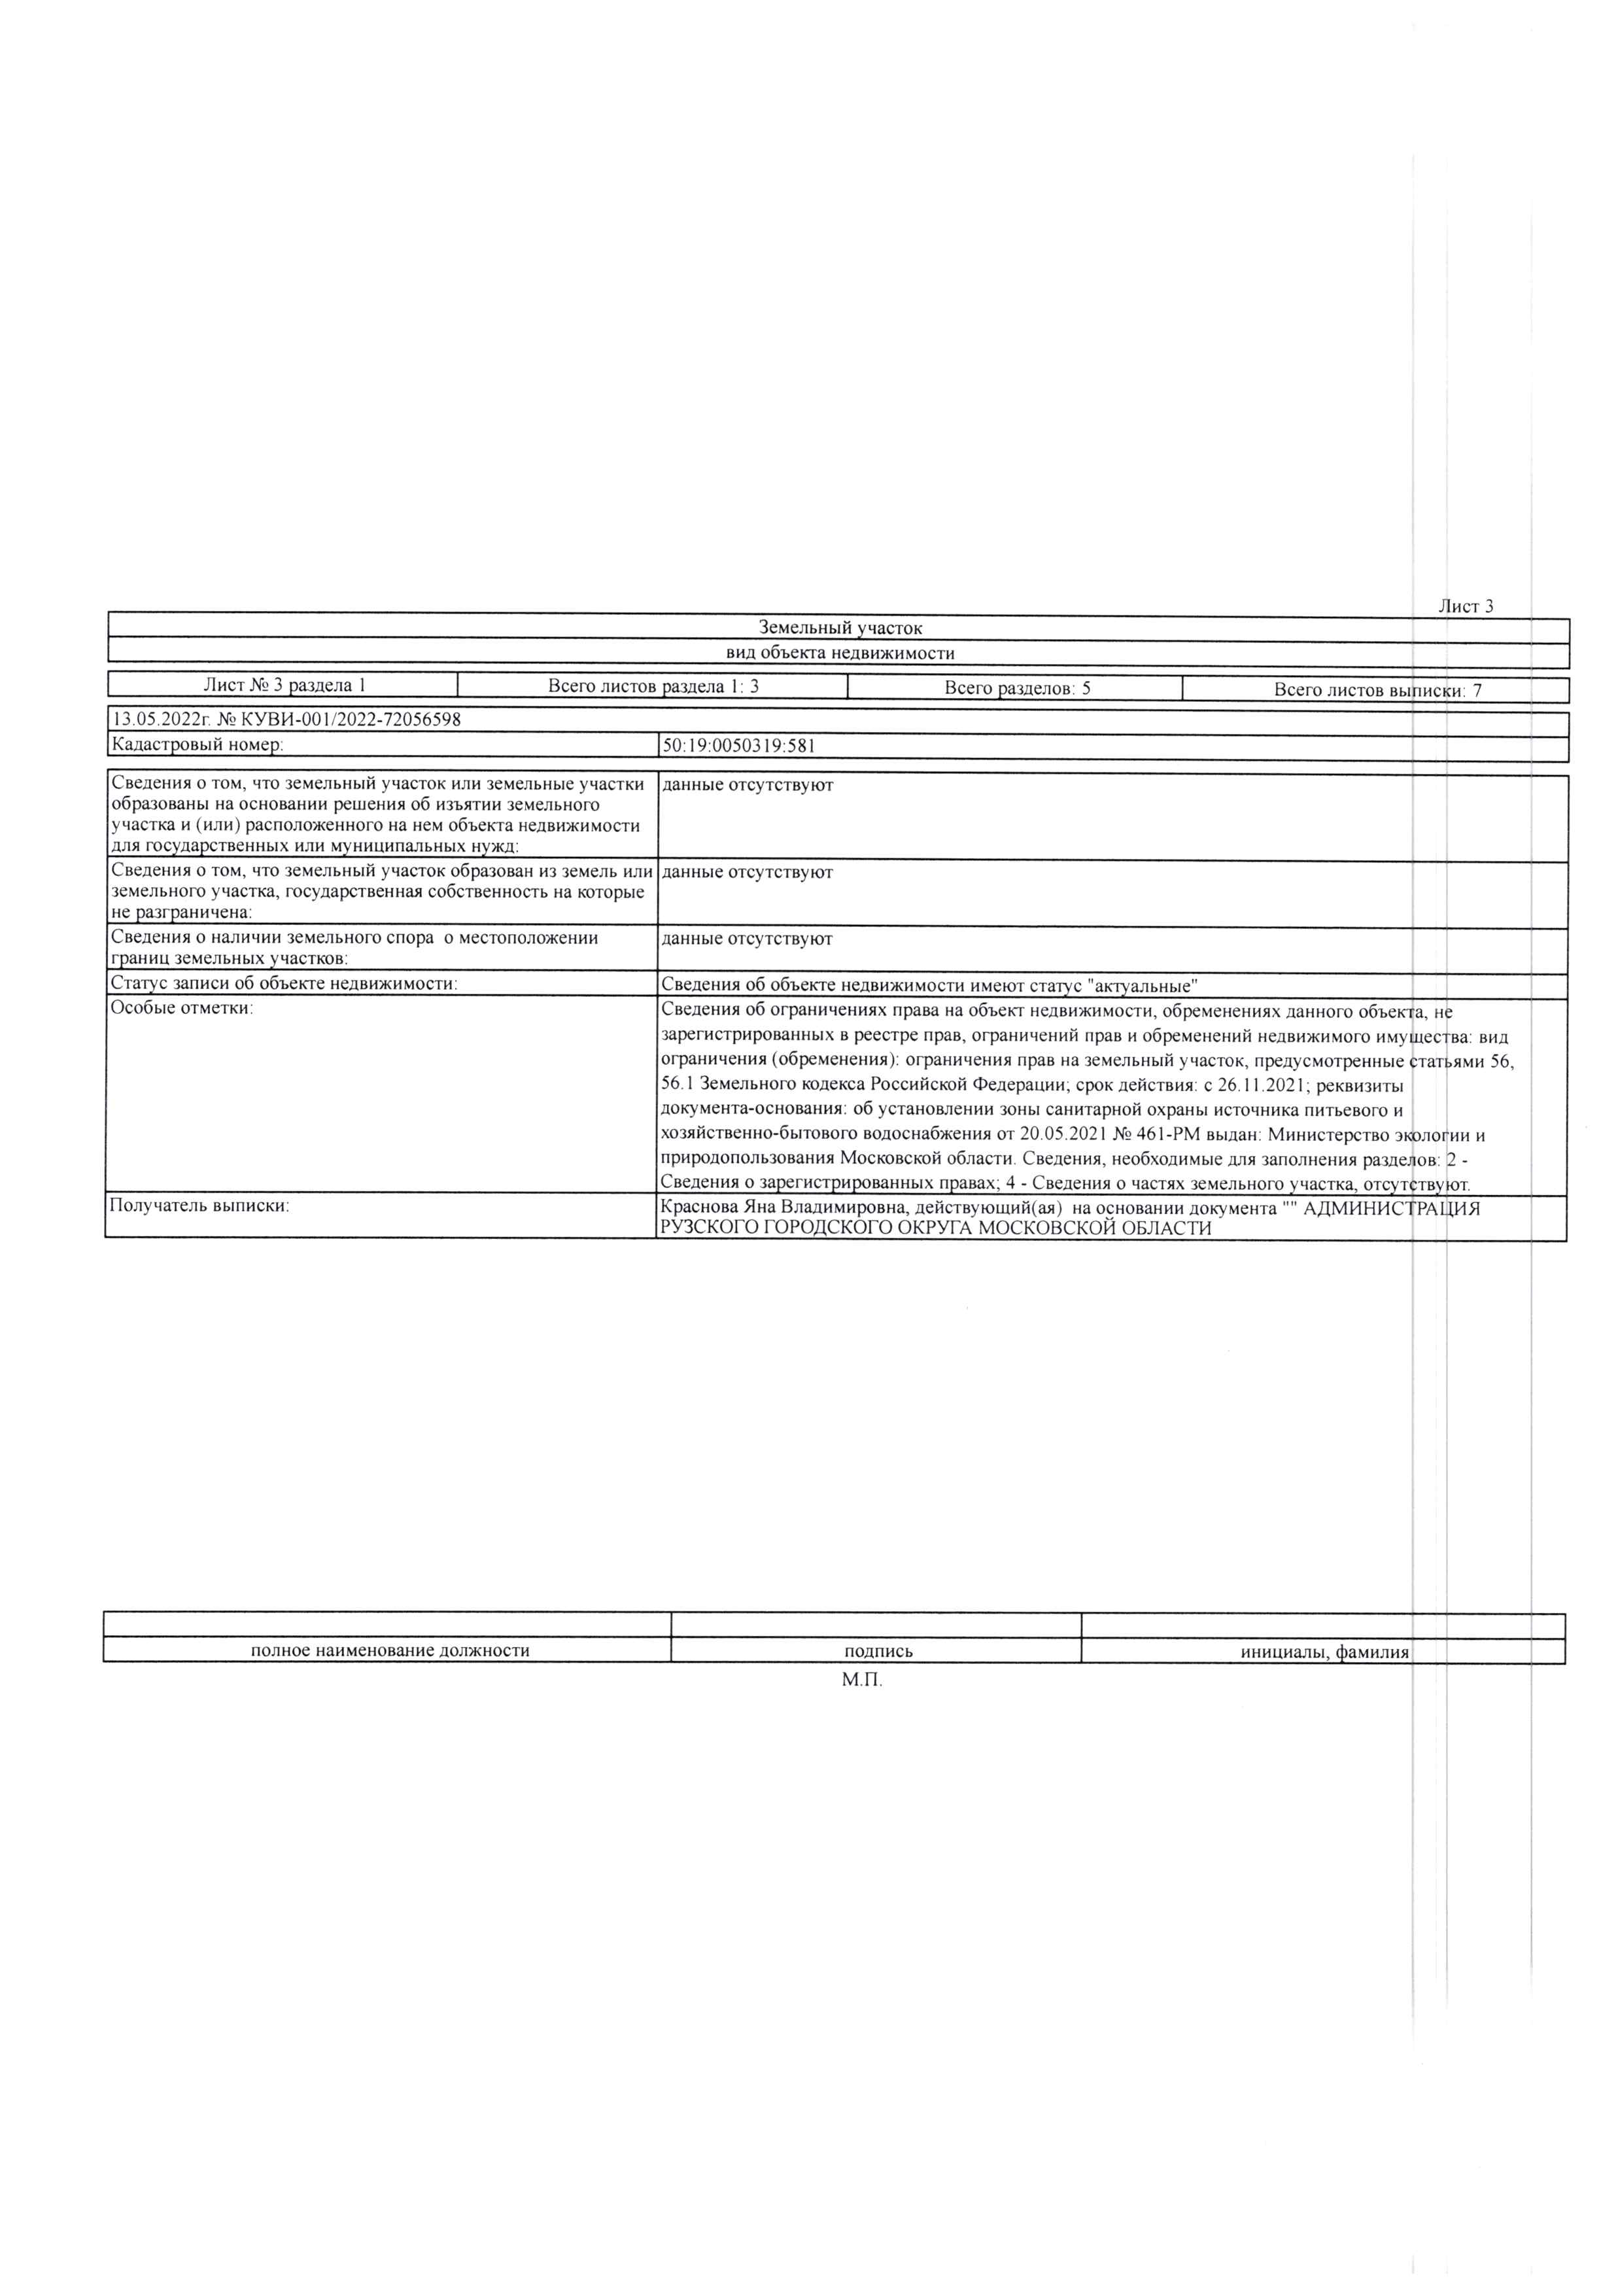 Лист 3
Земельный участок
вид объекта недвижимости
Лист № 3 раздела 1 Всего листов раздела 1: 3 Всего разделов: 5 Всего листов выписки: 7
13.05.2022г. № КУВИ-001/2022-72056598
Кадастровый номер: 50:19:0050319:581
Сведения о том, что земельный участок или земельные участки данные отсутствуют
образованы на основании решения об изъятии земельного
участка и (или) расположенного на нем объекта недвижимости
для государственных или муниципальных нужд:
Сведения о том, что земельный участок образован из земель или данные отсутствуют
земельного участка, государственная собственность на которые
не разграничена:
Сведения о наличии земельного спора о местоположении данные отсутствуют
границ земельных участков:
Статус записи об объекте недвижимости: Сведения об объекте недвижимости имеют статус "актуальные"
Особые отметки: Сведения об ограничениях права на объект недвижимости, обременениях данного объекта, не
зарегистрированных в реестре прав, ограничений прав и обременений недвижимого имущества: вид
ограничения (обременения): ограничения прав на земельный участок, предусмотренные статьями 56,
56.1 Земельного кодекса Российской Федерации; срок действия: с 26.11.2021; реквизиты
документа-основания: об установлении зоны санитарной охраны источника питьевого и
хозяйственно-бытового водоснабжения от 20.05.2021 № 461-РМ выдан: Министерство экологии и
природопользования Московской области. Сведения, необходимые для заполнения разделов: 2 -
Сведения о зарегистрированных правах; 4 - Сведения о частях земельного участка, отсутствуют.
Получатель выписки: Краснова Яна Владимировна, действующий(ая) на основании документа "" АДМИНИСТРАЦИЯ
РУЗСКОГО ГОРОДСКОГО ОКРУГА МОСКОВСКОЙ ОБЛАСТИ
полное наименование должности подпись инициалы, фамилия
М.П.